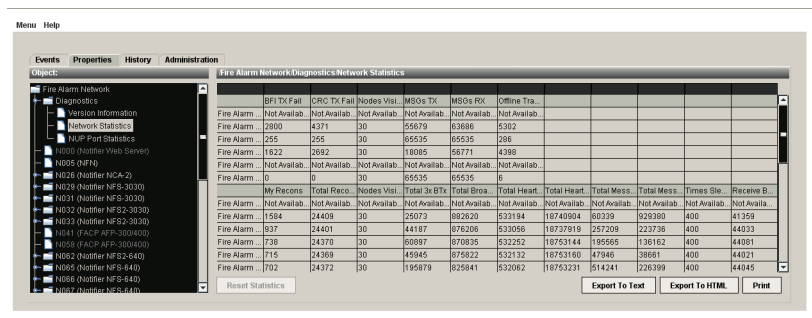 Menu Help
Events Properties History Administration
Object:
/Fire Alarm Network/Diagnostics/Network Statistics
Fire Alarm Network
Diagnostics
Version Information
Network Statistics
NUP Port Statistics
N000 (Notifier Web Server)
N005 (NFN)
N026 (Notifier NCA-2)
N029 (Notifier NFS-3030)
N031 (Notifier NFS-3030)
N032 (Notifier NFS2-3030)
N033 (Notifier NFS2-3030)
N041 (FACP AFP-300/400)
N058 (FACP AFP-300/400)
N062 (Notifier NFS2-640)
N065 (Notifier NFS-640)
N066 (Notifier NFS-640)
N067 (Notifier NFS-640)
BFI TX Fail CRC TX Fail Nodes Visi... MSGs TX MSGs RX Offline Tra...
Fire Alarm ... Not Availab... Not Availab... Not Availab... Not Availab... Not Availab... Not Availab...
Fire Alarm ... 2800 4371 30 55679 63686 5302
Fire Alarm ... 255 255 30 65535 65535 286
Fire Alarm ... 1622 2692 30 18085 56771 4398
Fire Alarm ... Not Availab... Not Availab... Not Availab... Not Availab... Not Availab... Not Availab...
Fire Alarm ... 0 0 30 65535 65535 6
My Recons Total Reco... Nodes Visi... Total 3x BTx Total Broa... Total Heart... Total Heart... Total Mess... Total Mess... Times Sle... Receive B...
Fire Alarm ... Not Availab... Not Availab... Not Availab... Not Availab... Not Availab... Not Availab... Not Availab... Not Availab... Not Availab... Not Availab... Not Availa...
Fire Alarm ... 1584 24409 30 25073 882620 533194 18740904 60339 929380 400 41359
Fire Alarm ... 937 24401 30 44187 876206 533056 18737919 257209 223736 400 44033
Fire Alarm ... 738 24370 30 60897 870835 532252 18753144 195565 136162 400 44081
Fire Alarm ... 715 24369 30 45945 875822 532132 18753160 47946 38661 400 44021
Fire Alarm ... 702 24372 30 195879 825841 532062 18753231 514241 226399 400 44045
Reset Statistics Export To Text Export To HTML Print